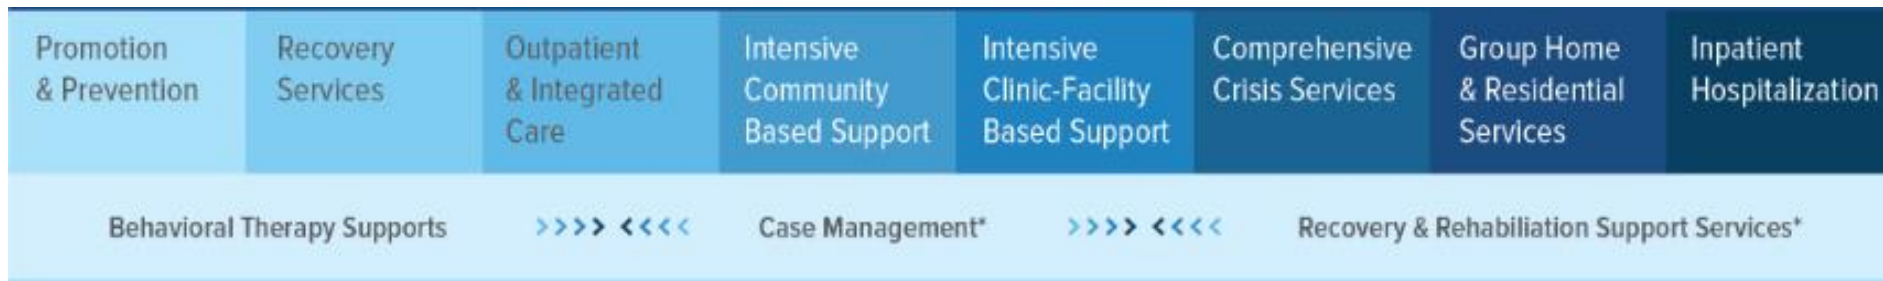 Promotion
& Prevention
Recovery
Services
Outpatient
& Integrated
Care
Intensive
Community
Based Support
Intensive
Clinic-Facility
Based Support
Comprehensive
Crisis Services
Group Home
& Residential
Services
Inpatient
Hospitalization
Behavioral Therapy Supports >>>> <<<< Case Management* >>>> <<<< Recovery & Rehabiliation Support Services*